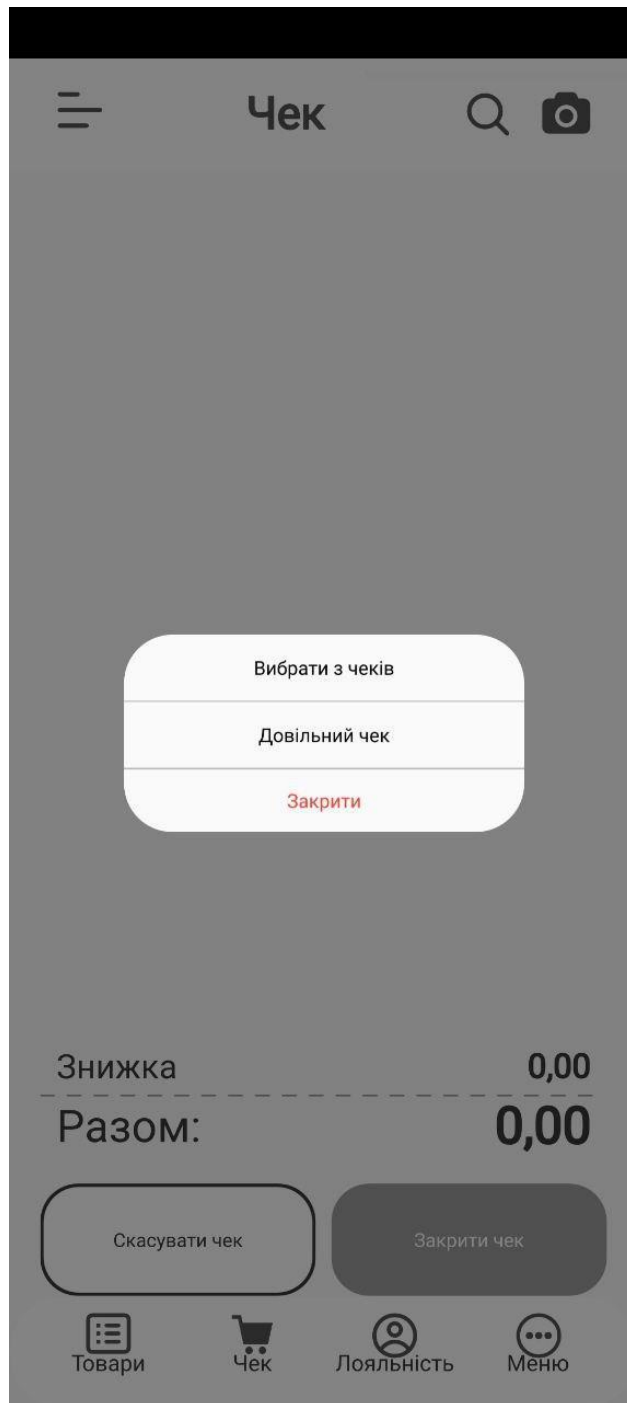 Чек
Вибрати з чеків
Довільний чек
Закрити
Знижка 0,00
Разом: 0,00
Скасувати чек Закрити чек
Товари Чек Лояльність Меню